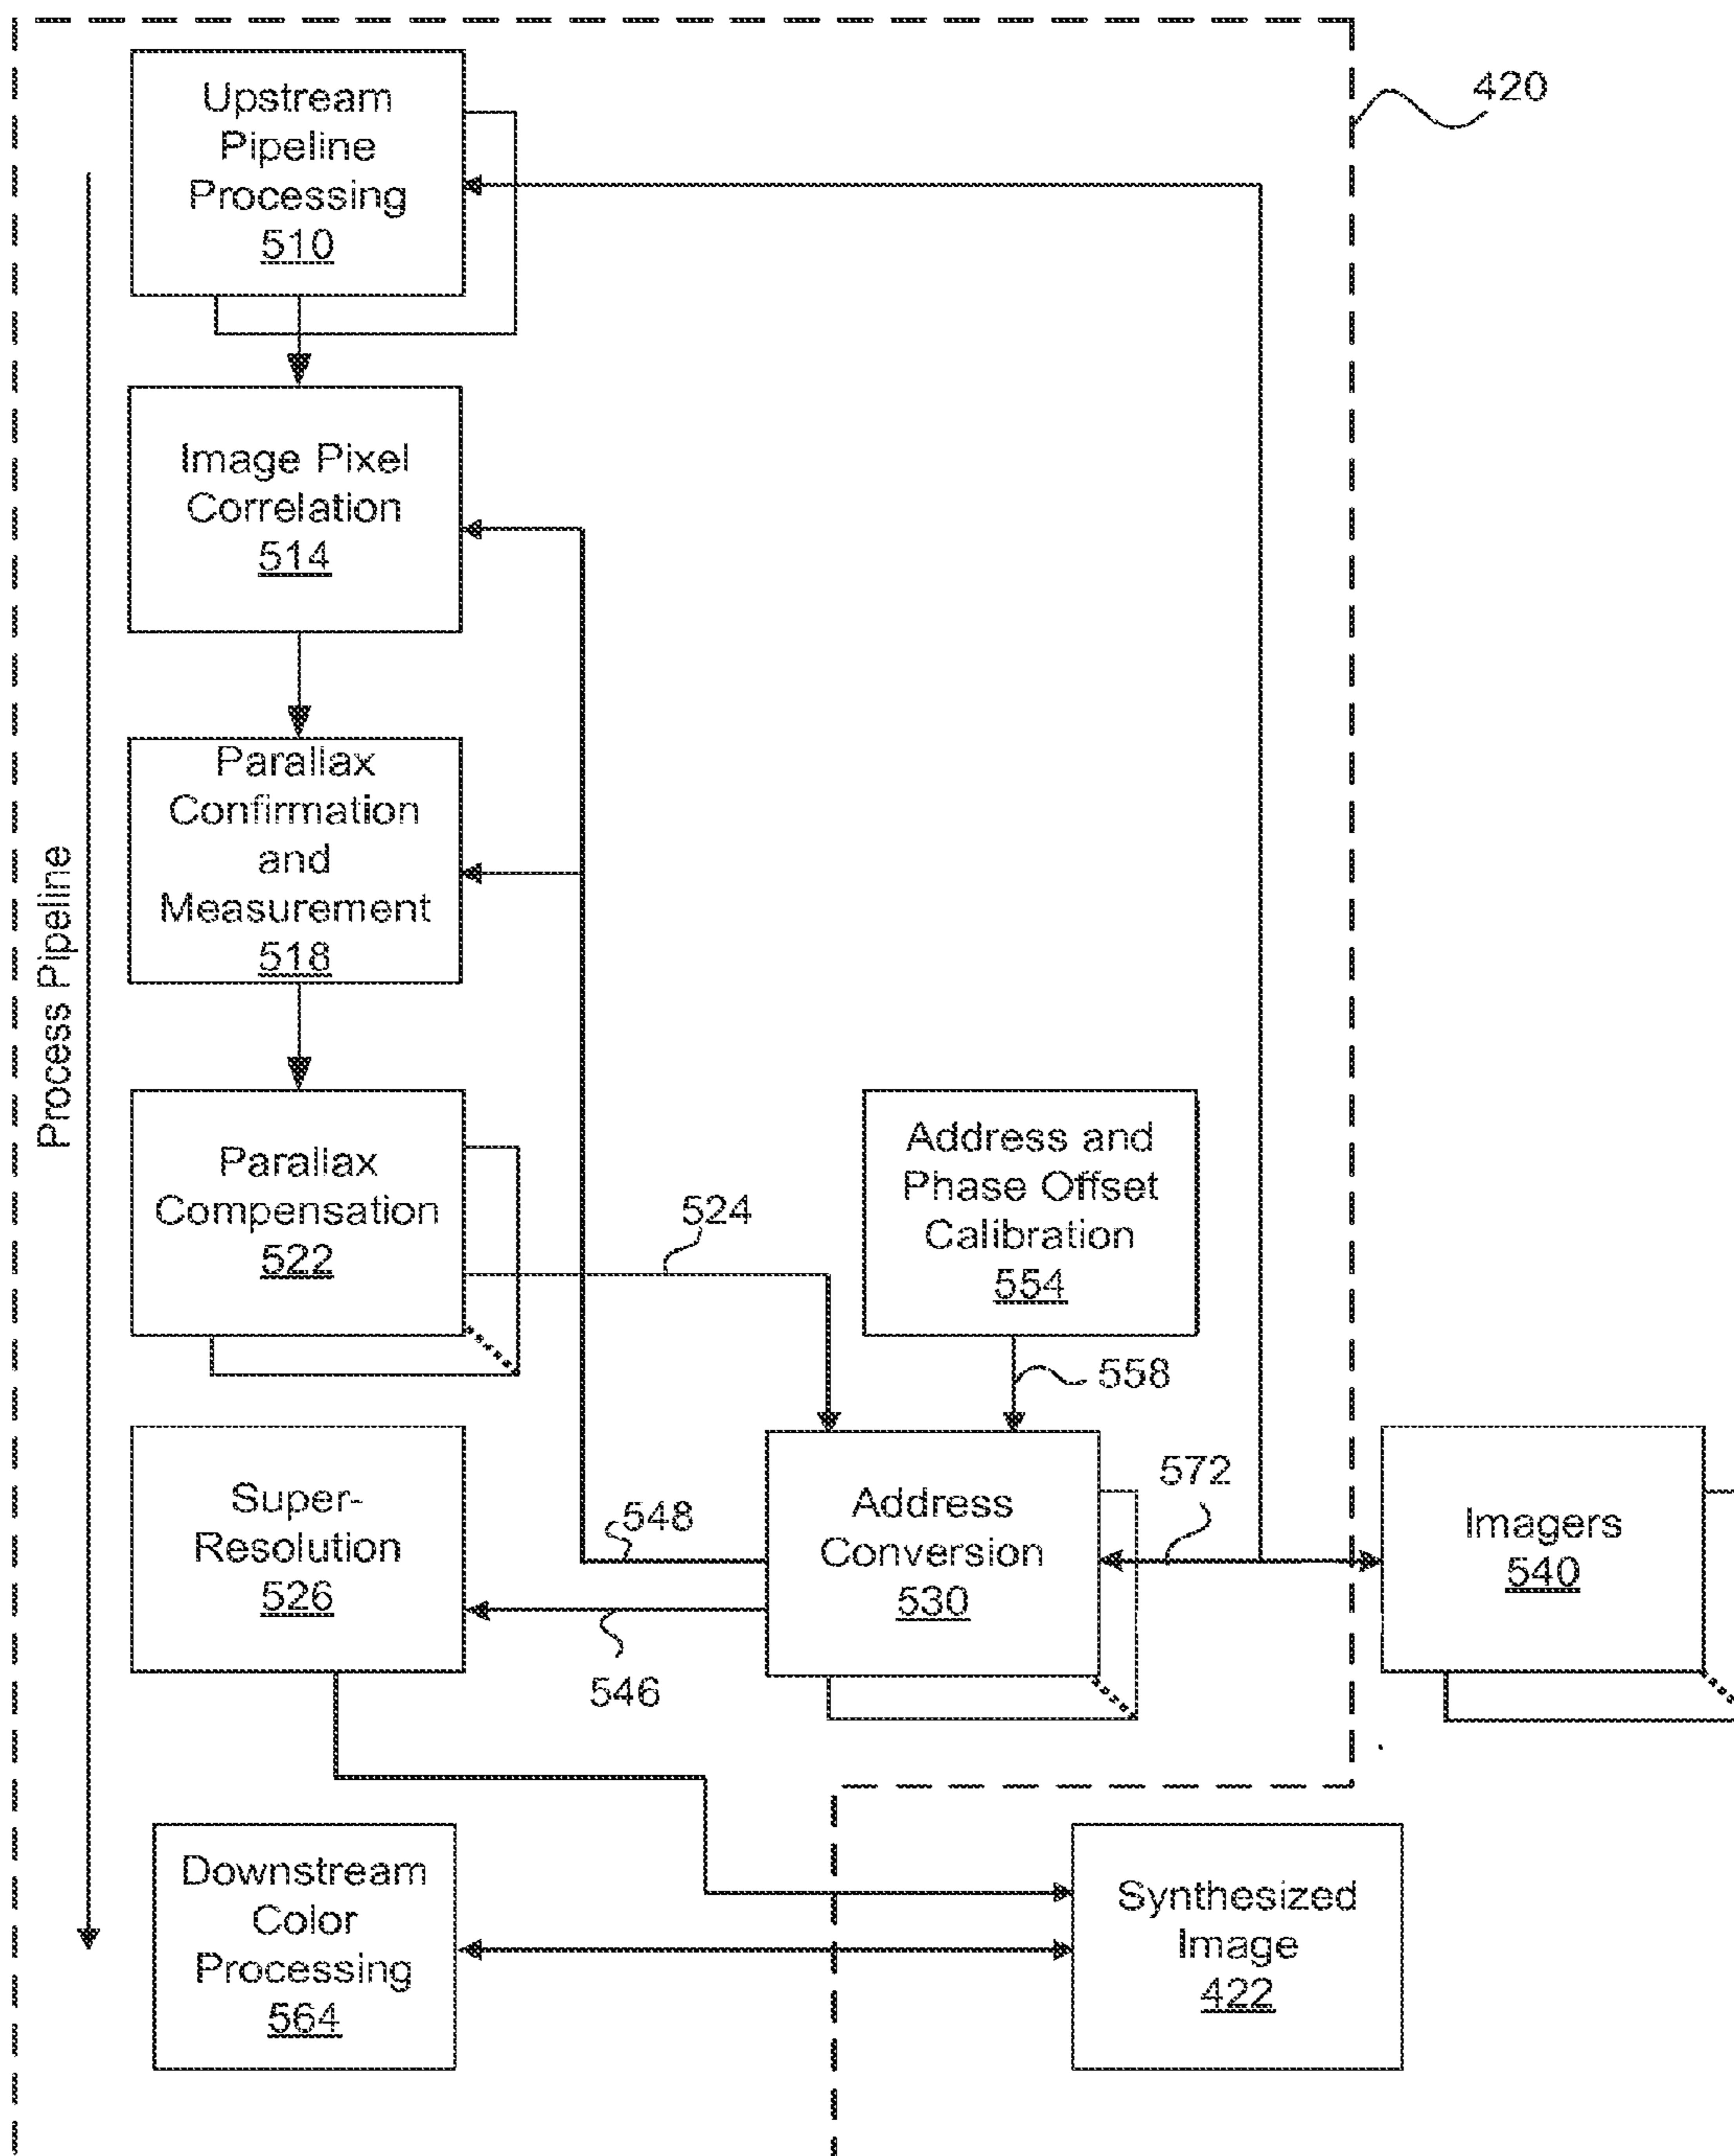 420
Upstream
Pipeline
Processing
510
Image Pixel
Correlation
514
Parallax
Confirmation
and
Measurement
518
Process Pipeline
Parallax
Compensation
522
524
Address and
Phase Offset
Calibration
554
558
Super-
Resolution
526
548
546
Address
Conversion
530
572
Imagers
540
Downstream
Color
Processing
564
Synthesized
Image
422